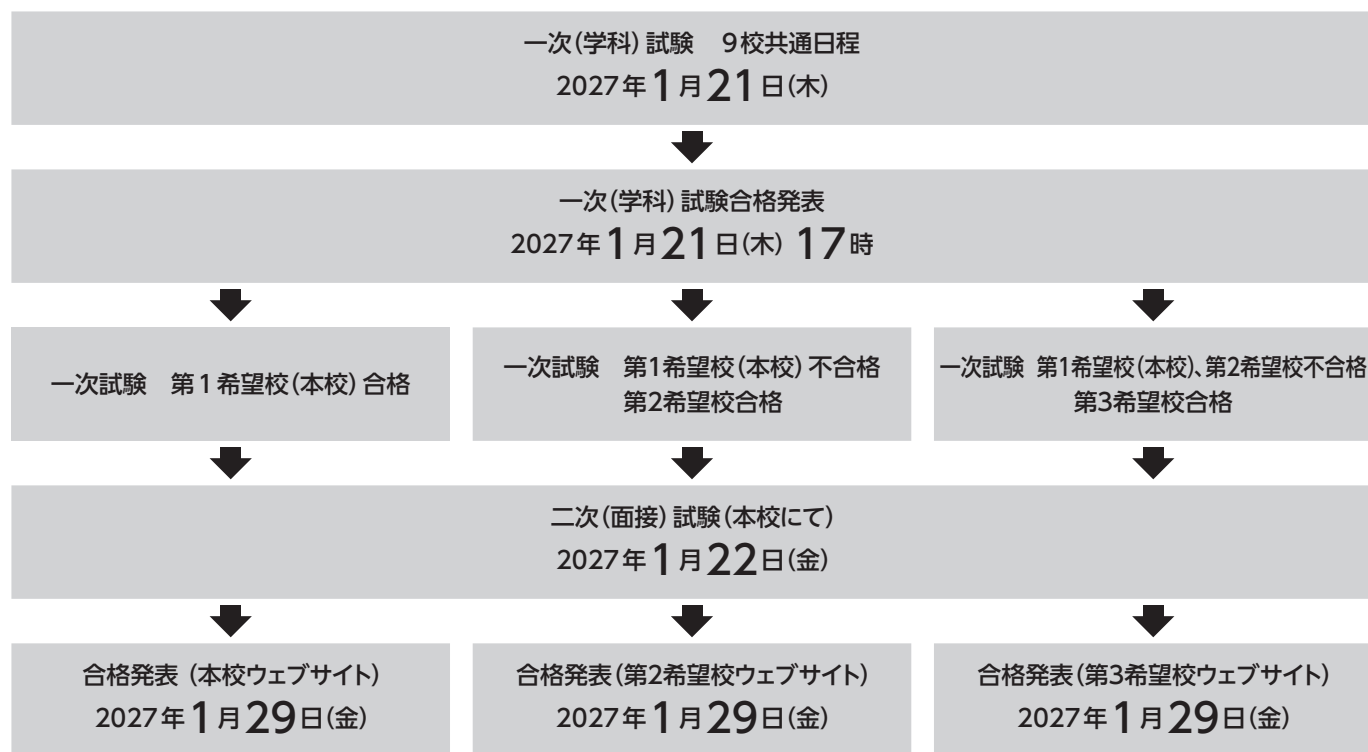 一次(学科)試験　9校共通日程
2027年1月21日(木)
一次(学科)試験合格発表
2027年1月21日(木) 17時
一次試験　第1希望校(本校)合格
一次試験　第1希望校(本校)不合格
第2希望校合格
一次試験 第1希望校(本校)、第2希望校不合格
第3希望校合格
二次(面接)試験(本校にて)
2027年1月22日(金)
合格発表 (本校ウェブサイト)
2027年1月29日(金)
合格発表(第2希望校ウェブサイト)
2027年1月29日(金)
合格発表(第3希望校ウェブサイト)
2027年1月29日(金)